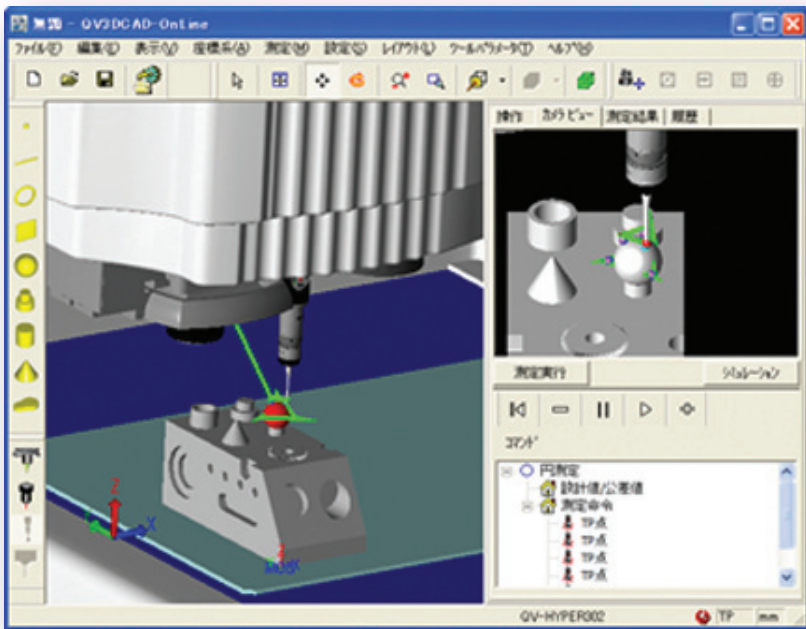 無題 - QV3DCAD-OnLine
ファイル(F) 編集(E) 表示(V) 座標系(A) 測定(M) 設定(S) レイアウト(L) ツールパラメータ(T) ヘルプ(H)
操作 カメラビュー 測定結果 履歴
測定実行 シミュレーション
コマンド
円測定
設計値/公差値
測定命令
TP点
TP点
TP点
TP点
Z
X
Z
QV-HYPER302 TP mm